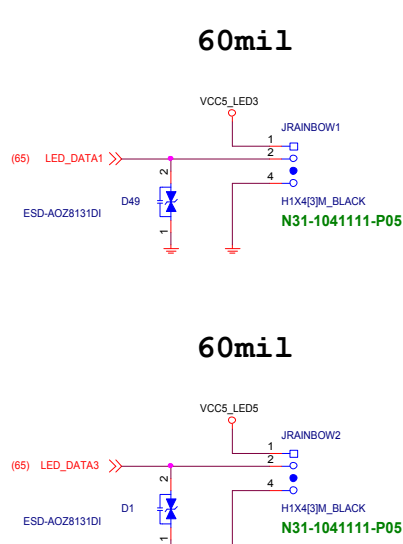 60mil
VCC5_LED3
JRAINBOW1
1
(65) LED_DATA1 2
2 4
D49 H1X4[3]M_BLACK
ESD-AOZ8131DI N31-1041111-P05
1
60mil
VCC5_LED5
JRAINBOW2
1
(65) LED_DATA3 2
2 4
D1 H1X4[3]M_BLACK
ESD-AOZ8131DI N31-1041111-P05
1